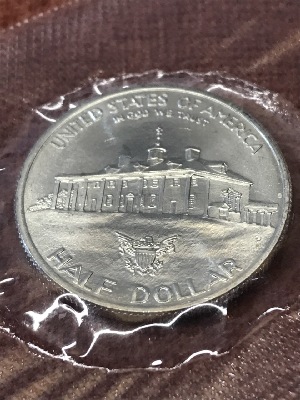 UNITED STATES OF AMERICA
IN GOD WE TRUST
HALF DOLLAR